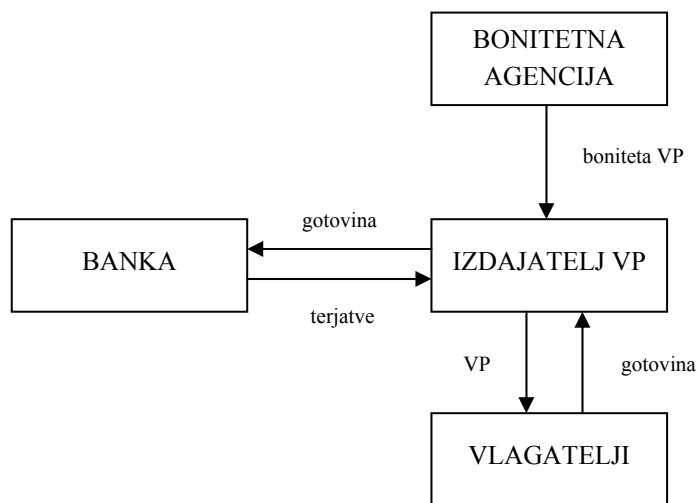 BONITETNA
AGENCIJA
boniteta VP
gotovina
BANKA
IZDAJATELJ VP
terjatve
VP
gotovina
VLAGATELJI